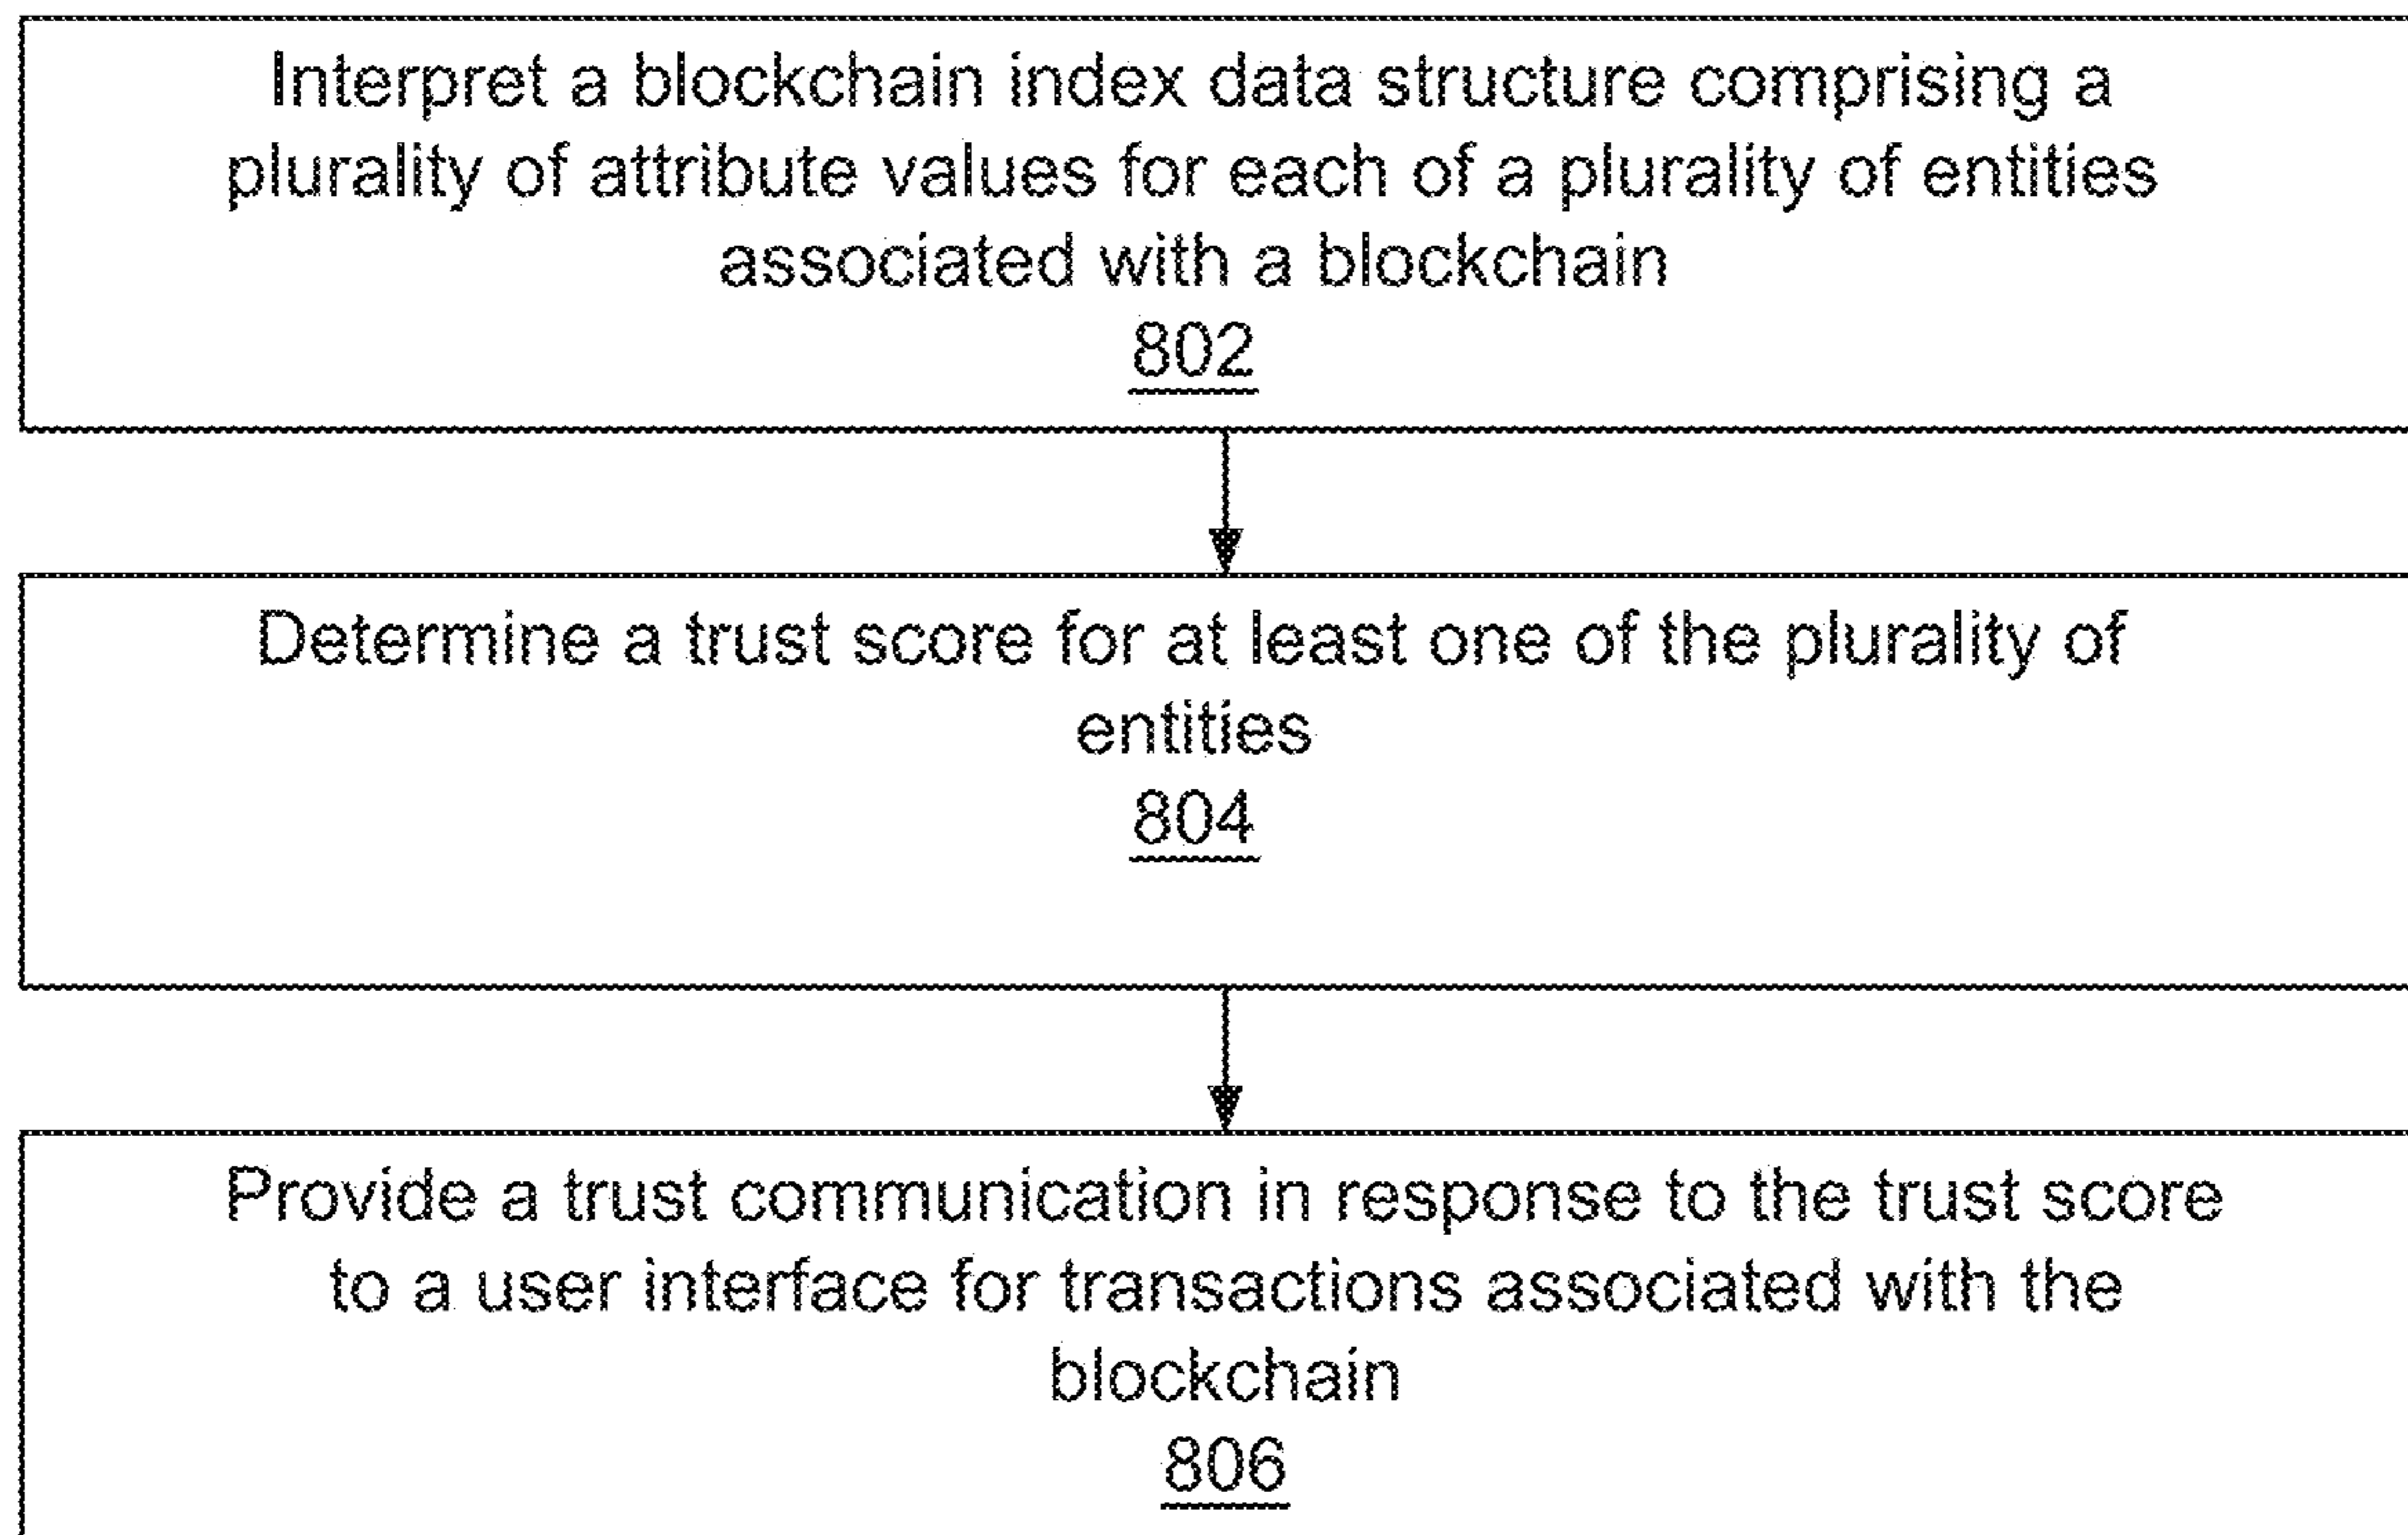 Interpret a blockchain index data structure comprising a
plurality of attribute values for each of a plurality of entities
associated with a blockchain
802
Determine a trust score for at least one of the plurality of
entities
804
Provide a trust communication in response to the trust score
to a user interface for transactions associated with the
blockchain
806